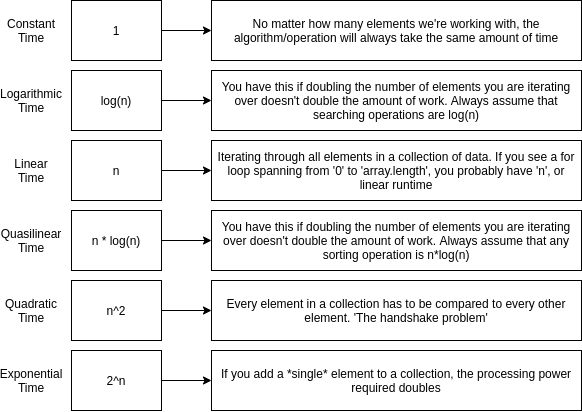 Constant
Time
1
No matter how many elements we're working with, the
algorithm/operation will always take the same amount of time
Logarithmic
Time
log(n)
You have this if doubling the number of elements you are iterating
over doesn't double the amount of work. Always assume that
searching operations are log(n)
Linear
Time
n
Iterating through all elements in a collection of data. If you see a for
loop spanning from '0' to 'array.length', you probably have 'n', or
linear runtime
Quasilinear
Time
n * log(n)
You have this if doubling the number of elements you are iterating
over doesn't double the amount of work. Always assume that any
sorting operation is n*log(n)
Quadratic
Time
n^2
Every element in a collection has to be compared to every other
element. 'The handshake problem'
Exponential
Time
2^n
If you add a *single* element to a collection, the processing power
required doubles